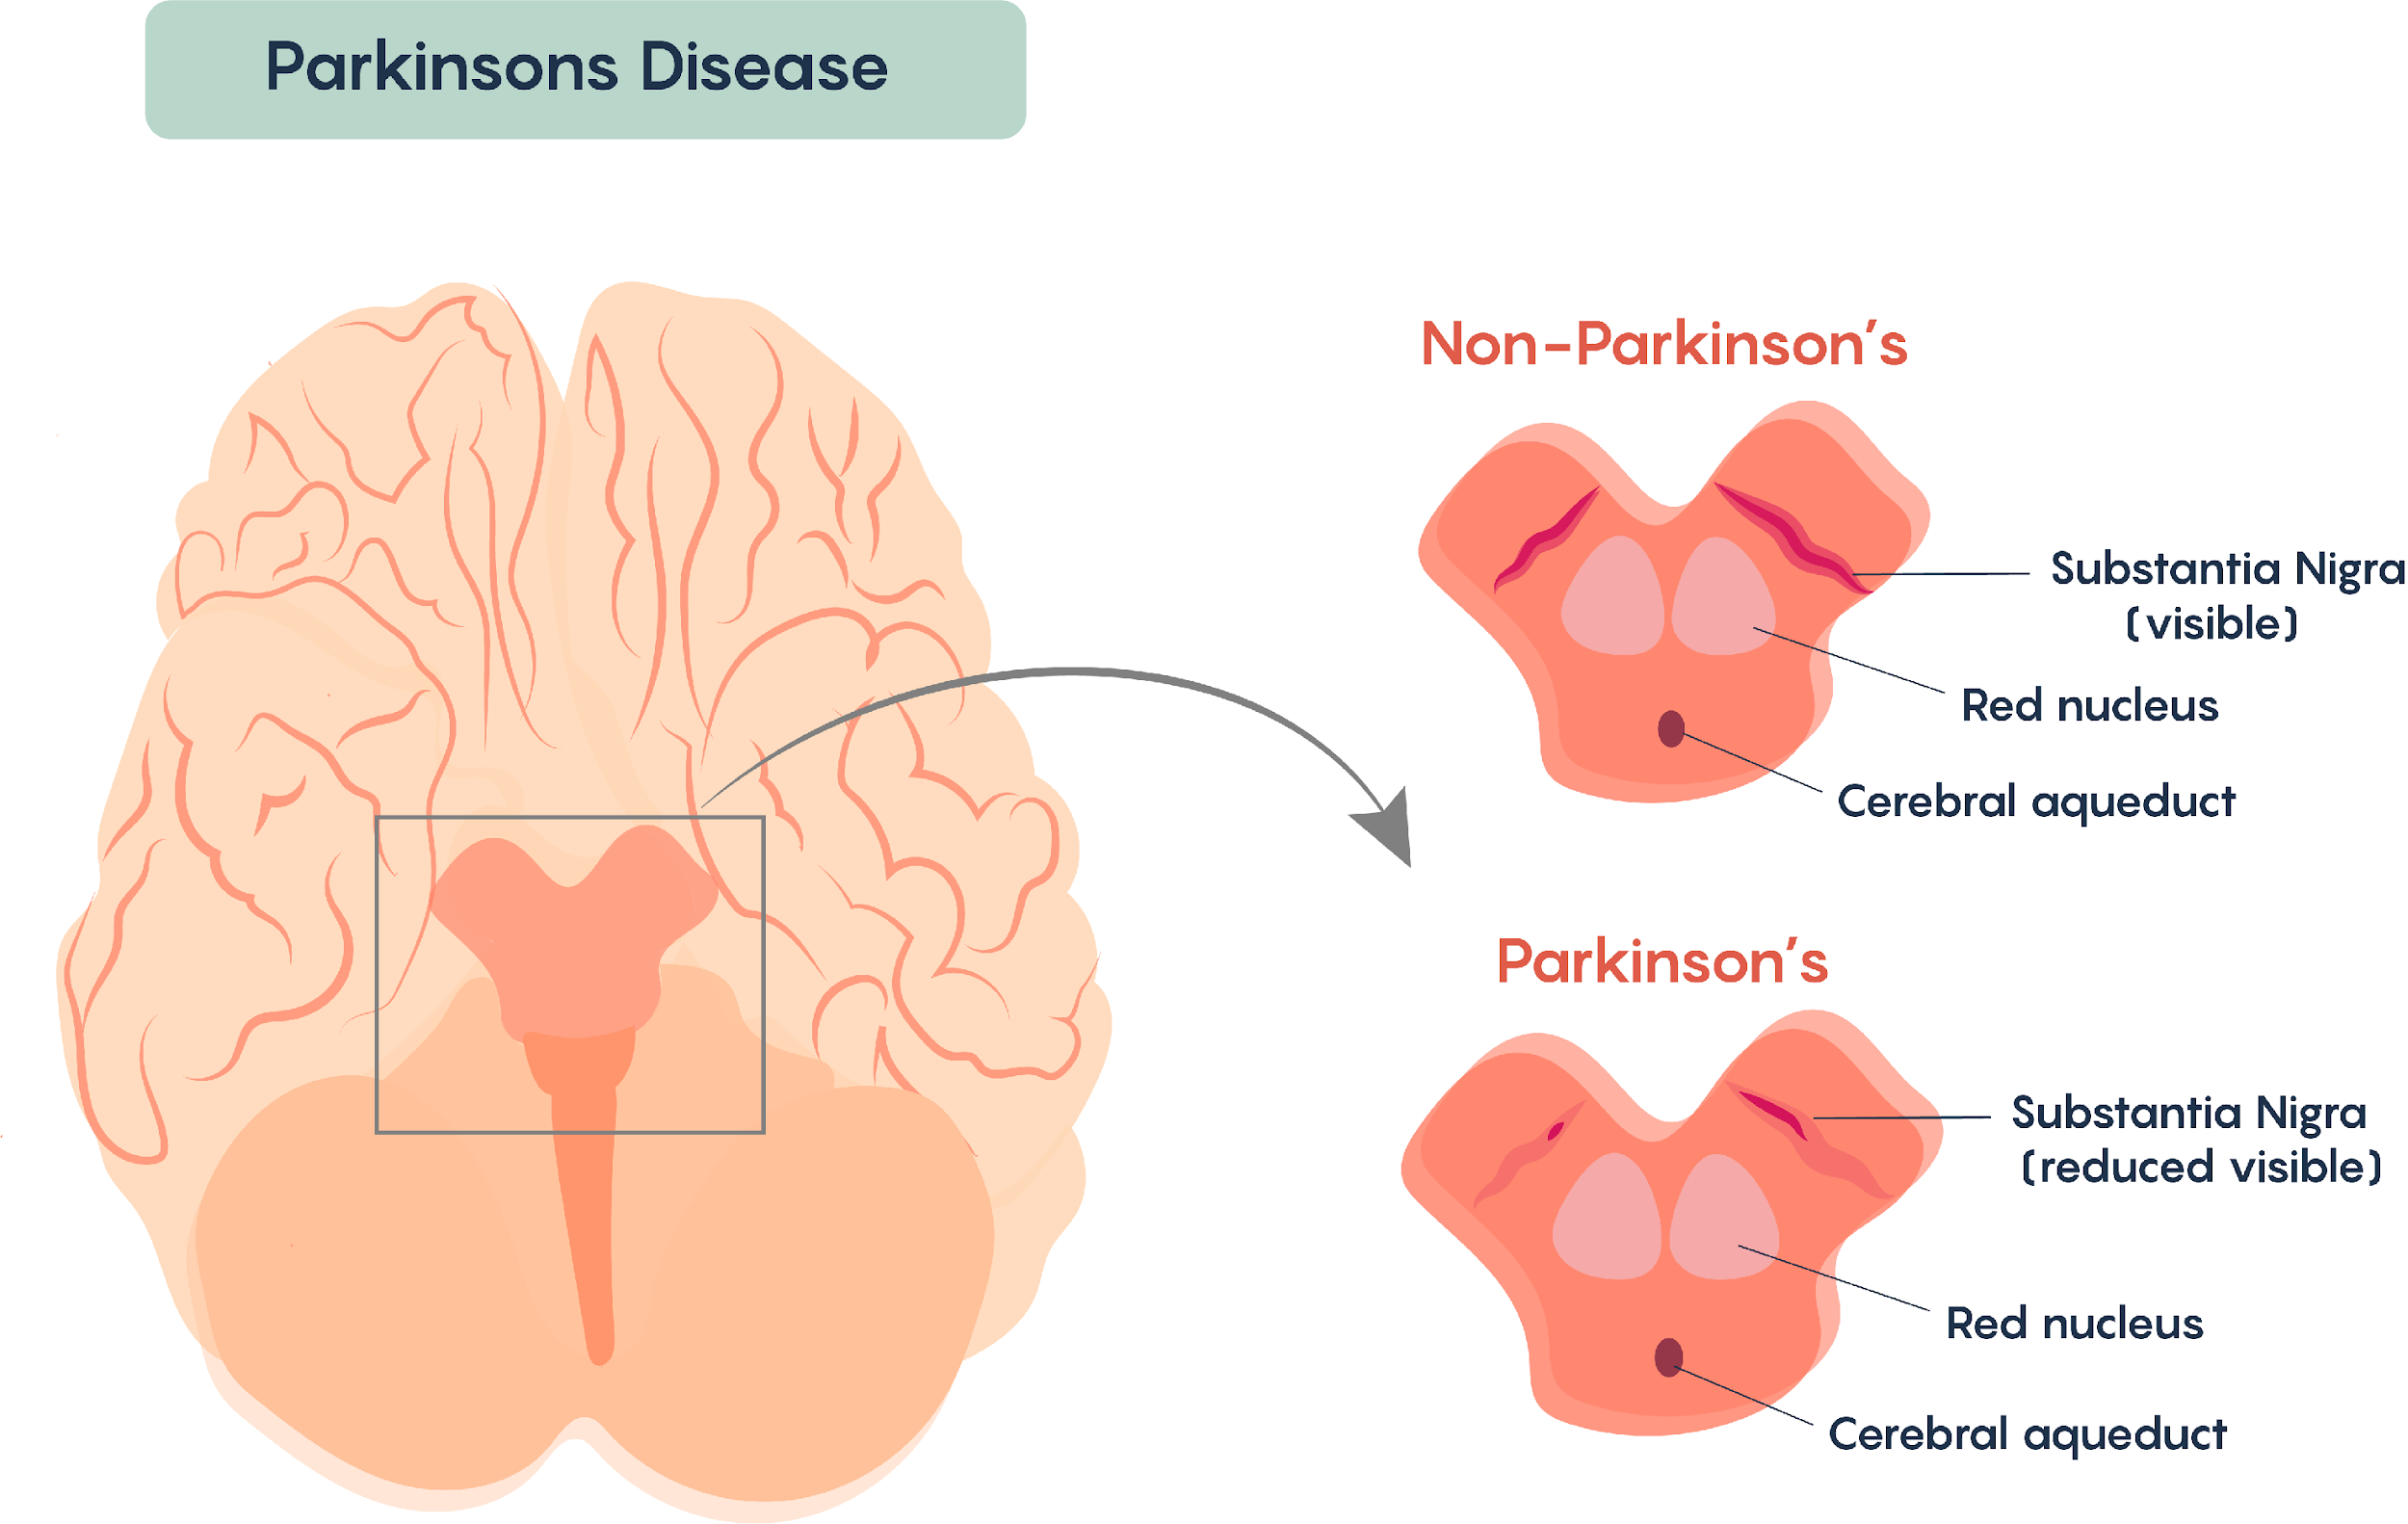 Parkinsons Disease
Non-Parkinson’s
Substantia Nigra
(visible)
Red nucleus
Cerebral aqueduct
Parkinson’s
Substantia Nigra
(reduced visible)
Red nucleus
Cerebral aqueduct